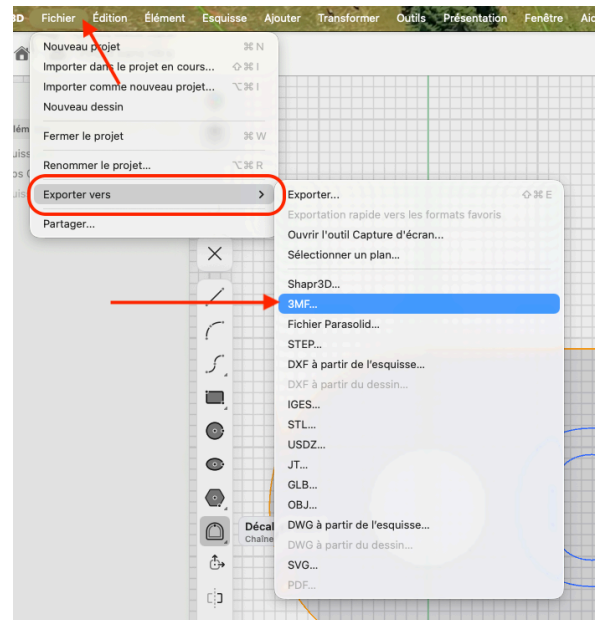 3D Fichier Édition Élément Esquisse Ajouter Transformer Outils Présentation Fenêtre
Nouveau projet ⌘ N
Importer dans le projet en cours... ⇧ ⌘ I
Importer comme nouveau projet... ⌥ ⌘ I
Nouveau dessin
Fermer le projet ⌘ W
Renommer le projet... ⌥ ⌘ R
Exporter vers >
Partager...
Exporter... ⇧ ⌘ E
Exportation rapide vers les formats favoris
Ouvrir l'outil Capture d'écran...
Sélectionner un plan...
Shapr3D...
3MF...
Fichier Parasolid...
STEP...
DXF à partir de l'esquisse...
DXF à partir du dessin...
IGES...
STL...
USDZ...
JT...
GLB...
OBJ...
DWG à partir de l'esquisse...
DWG à partir du dessin...
SVG...
PDF...
Décal
Chaîne